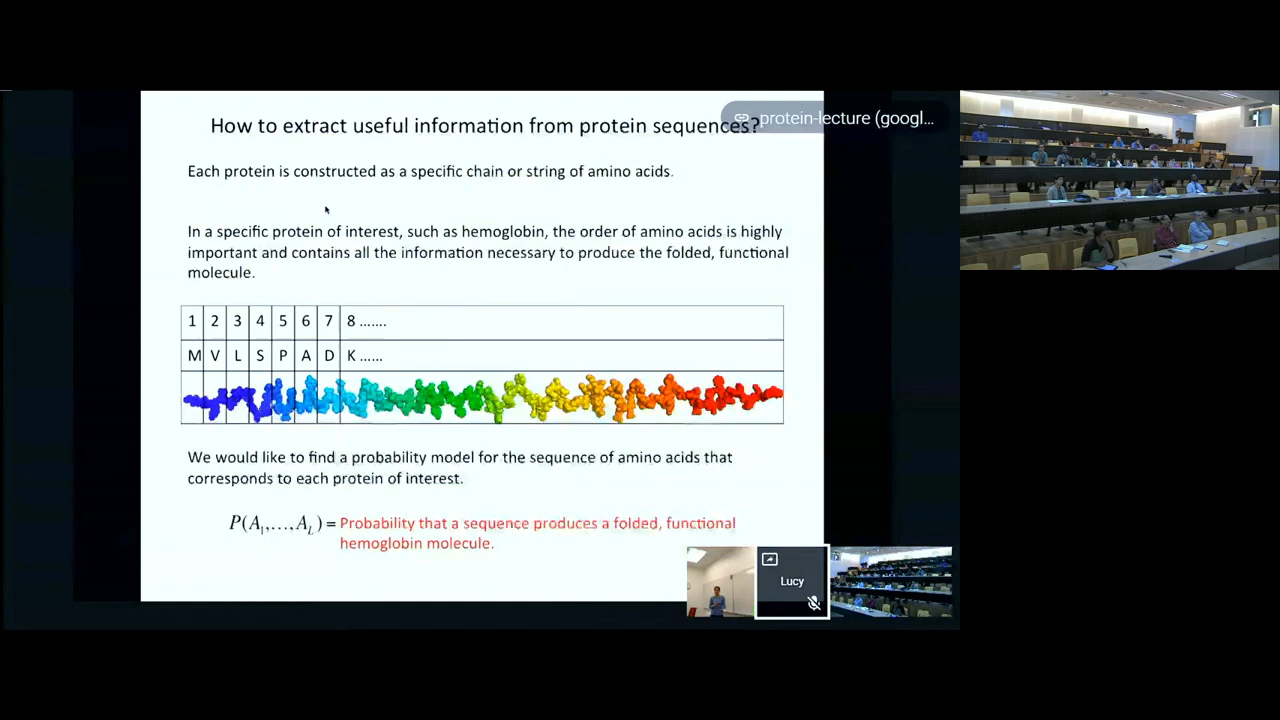 How to extract useful information from protein sequences?
protein-lecture (googl...
Each protein is constructed as a specific chain or string of amino acids.
In a specific protein of interest, such as hemoglobin, the order of amino acids is highly
important and contains all the information necessary to produce the folded, functional
molecule.
1 2 3 4 5 6 7 8 .......
M V L S P A D K ......
We would like to find a probability model for the sequence of amino acids that
corresponds to each protein of interest.
P(A₁,...,A_L) = Probability that a sequence produces a folded, functional
hemoglobin molecule.
Lucy